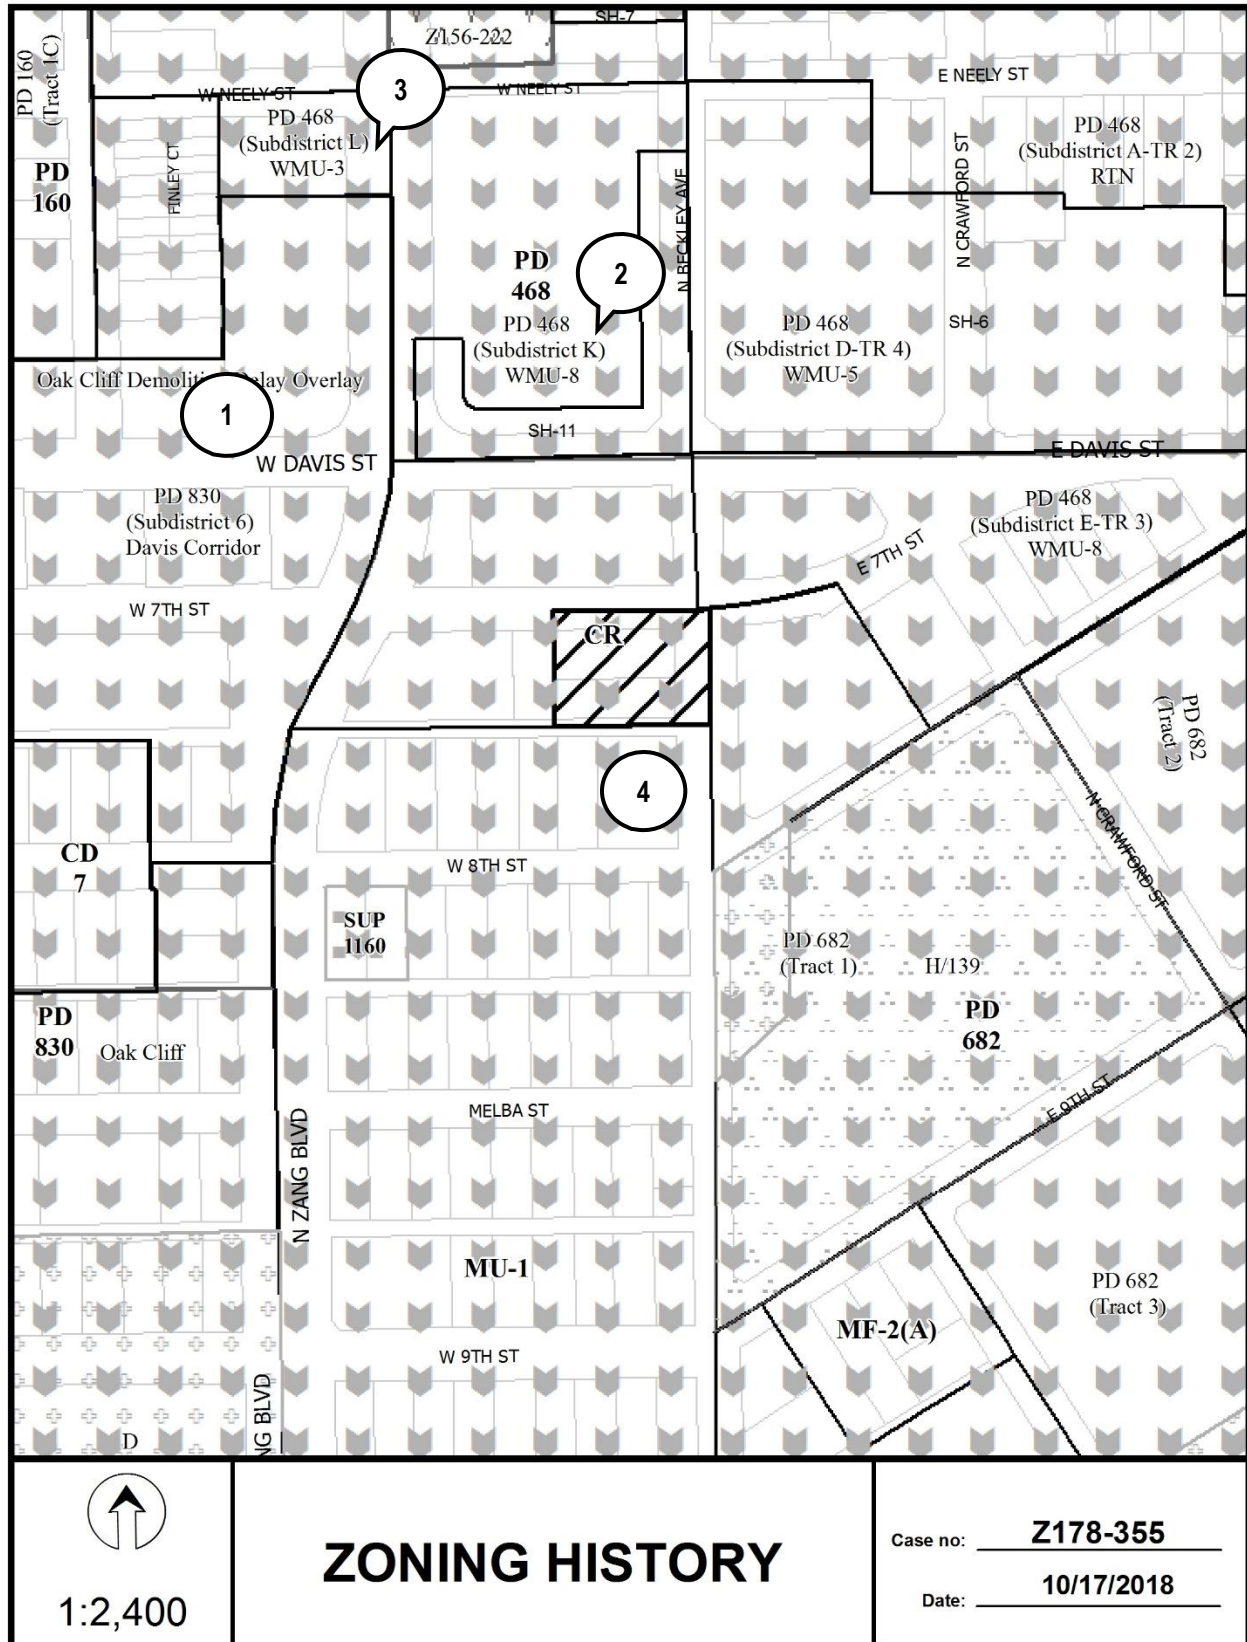 SH-7
Z156-222
PD 160
(Tract 1C)
3
E NEELY ST
W NEELY ST
W NEELY ST
PD 468
(Subdistrict L)
WMU-3
PD 468
(Subdistrict A-TR 2)
RTN
PD
160
FINLEY CT
N BECKLEY AVE
N CRAWFORD ST
PD
468
2
PD 468
(Subdistrict K)
WMU-8
PD 468
(Subdistrict D-TR 4)
WMU-5
SH-6
Oak Cliff Demoliti elay Overlay
1
SH-11
W DAVIS ST
E DAVIS ST
PD 830
(Subdistrict 6)
Davis Corridor
PD 468
(Subdistrict E-TR 3)
WMU-8
E 7TH ST
W 7TH ST
CR
PD 682
(Tract 2)
4
N CRAWFORD ST
CD
7
W 8TH ST
SUP
1160
PD 682
(Tract 1)
H/139
PD
682
PD
830
Oak Cliff
MELBA ST
E 9TH ST
N ZANG BLVD
MU-1
PD 682
(Tract 3)
MF-2(A)
W 9TH ST
NG BLVD
D
1:2,400
ZONING HISTORY
Case no: Z178-355
Date: 10/17/2018